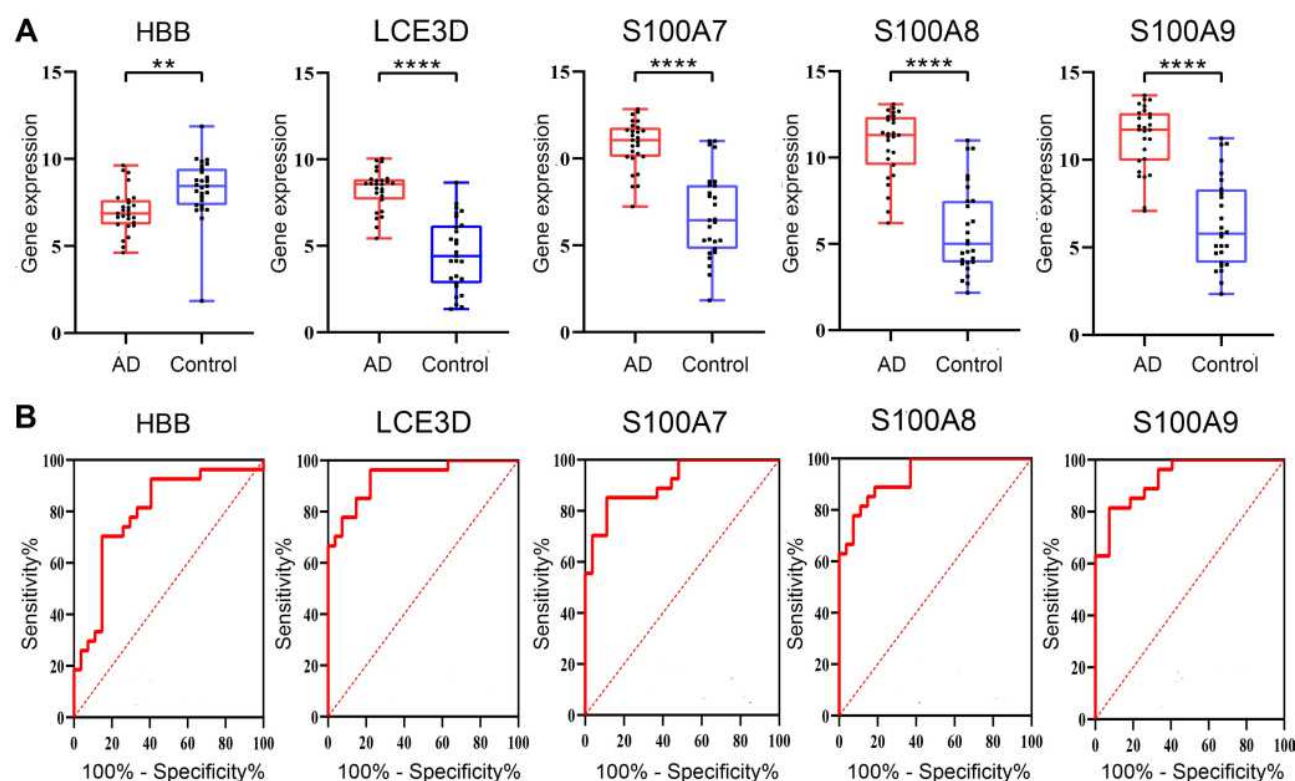 A
HBB LCE3D S100A7 S100A8 S100A9
** **** **** **** ****
Gene expression Gene expression Gene expression Gene expression Gene expression
15 15 15 15 15
10 10 0 10 10
5 5 5 5 5
0 0 0 0 0
AD Control AD Control AD Control AD Control AD Control
B
HBB LCE3D S100A7 S100A8 S100A9
Sensitivity% Sensitivity% Sensitivity% Sensitivity% Sensitivity%
100 100 100 100 100
80 80 80 80 80
60 60 60 60 60
40 40 40 40 40
20 20 20 20 20
0 0 0 0 0
0 20 40 60 80 100 0 20 40 60 80 100 0 20 40 60 80 100 0 20 40 60 80 100 0 20 40 60 80 100
100% - Specificity% 100% - Specificity% 100% - Specificity% 100% - Specificity% 100% - Specificity%